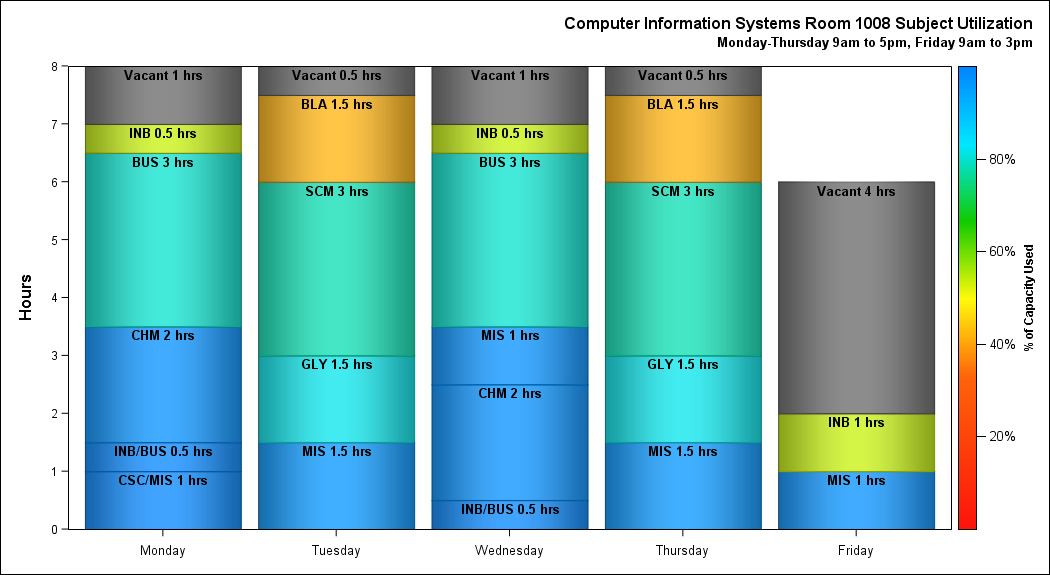 Computer Information Systems Room 1008 Subject Utilization
Monday-Thursday 9am to 5pm, Friday 9am to 3pm
Hours
8
7
6
5
4
3
2
1
0
Vacant 1 hrs
INB 0.5 hrs
BUS 3 hrs
CHM 2 hrs
INB/BUS 0.5 hrs
CSC/MIS 1 hrs
Monday
Vacant 0.5 hrs
BLA 1.5 hrs
SCM 3 hrs
GLY 1.5 hrs
MIS 1.5 hrs
Tuesday
Vacant 1 hrs
INB 0.5 hrs
BUS 3 hrs
MIS 1 hrs
CHM 2 hrs
INB/BUS 0.5 hrs
Wednesday
Vacant 0.5 hrs
BLA 1.5 hrs
SCM 3 hrs
GLY 1.5 hrs
MIS 1.5 hrs
Thursday
Vacant 4 hrs
INB 1 hrs
MIS 1 hrs
Friday
80%
60%
40%
20%
% of Capacity Used